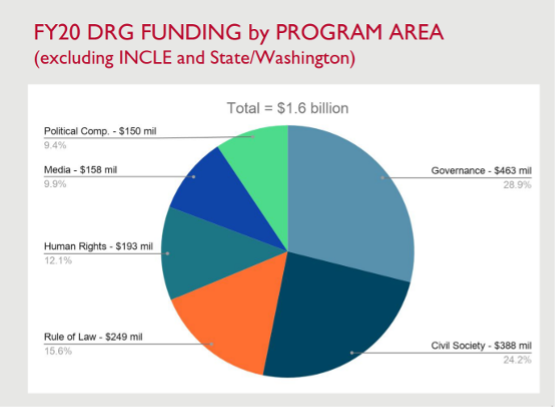 FY20 DRG FUNDING by PROGRAM AREA
(excluding INCLE and State/Washington)
Total = $1.6 billion
Political Comp. - $150 mil
9.4%
Media - $158 mil
9.9%
Governance - $463 mil
28.9%
Human Rights - $193 mil
12.1%
Rule of Law - $249 mil
15.6%
Civil Society - $388 mil
24.2%